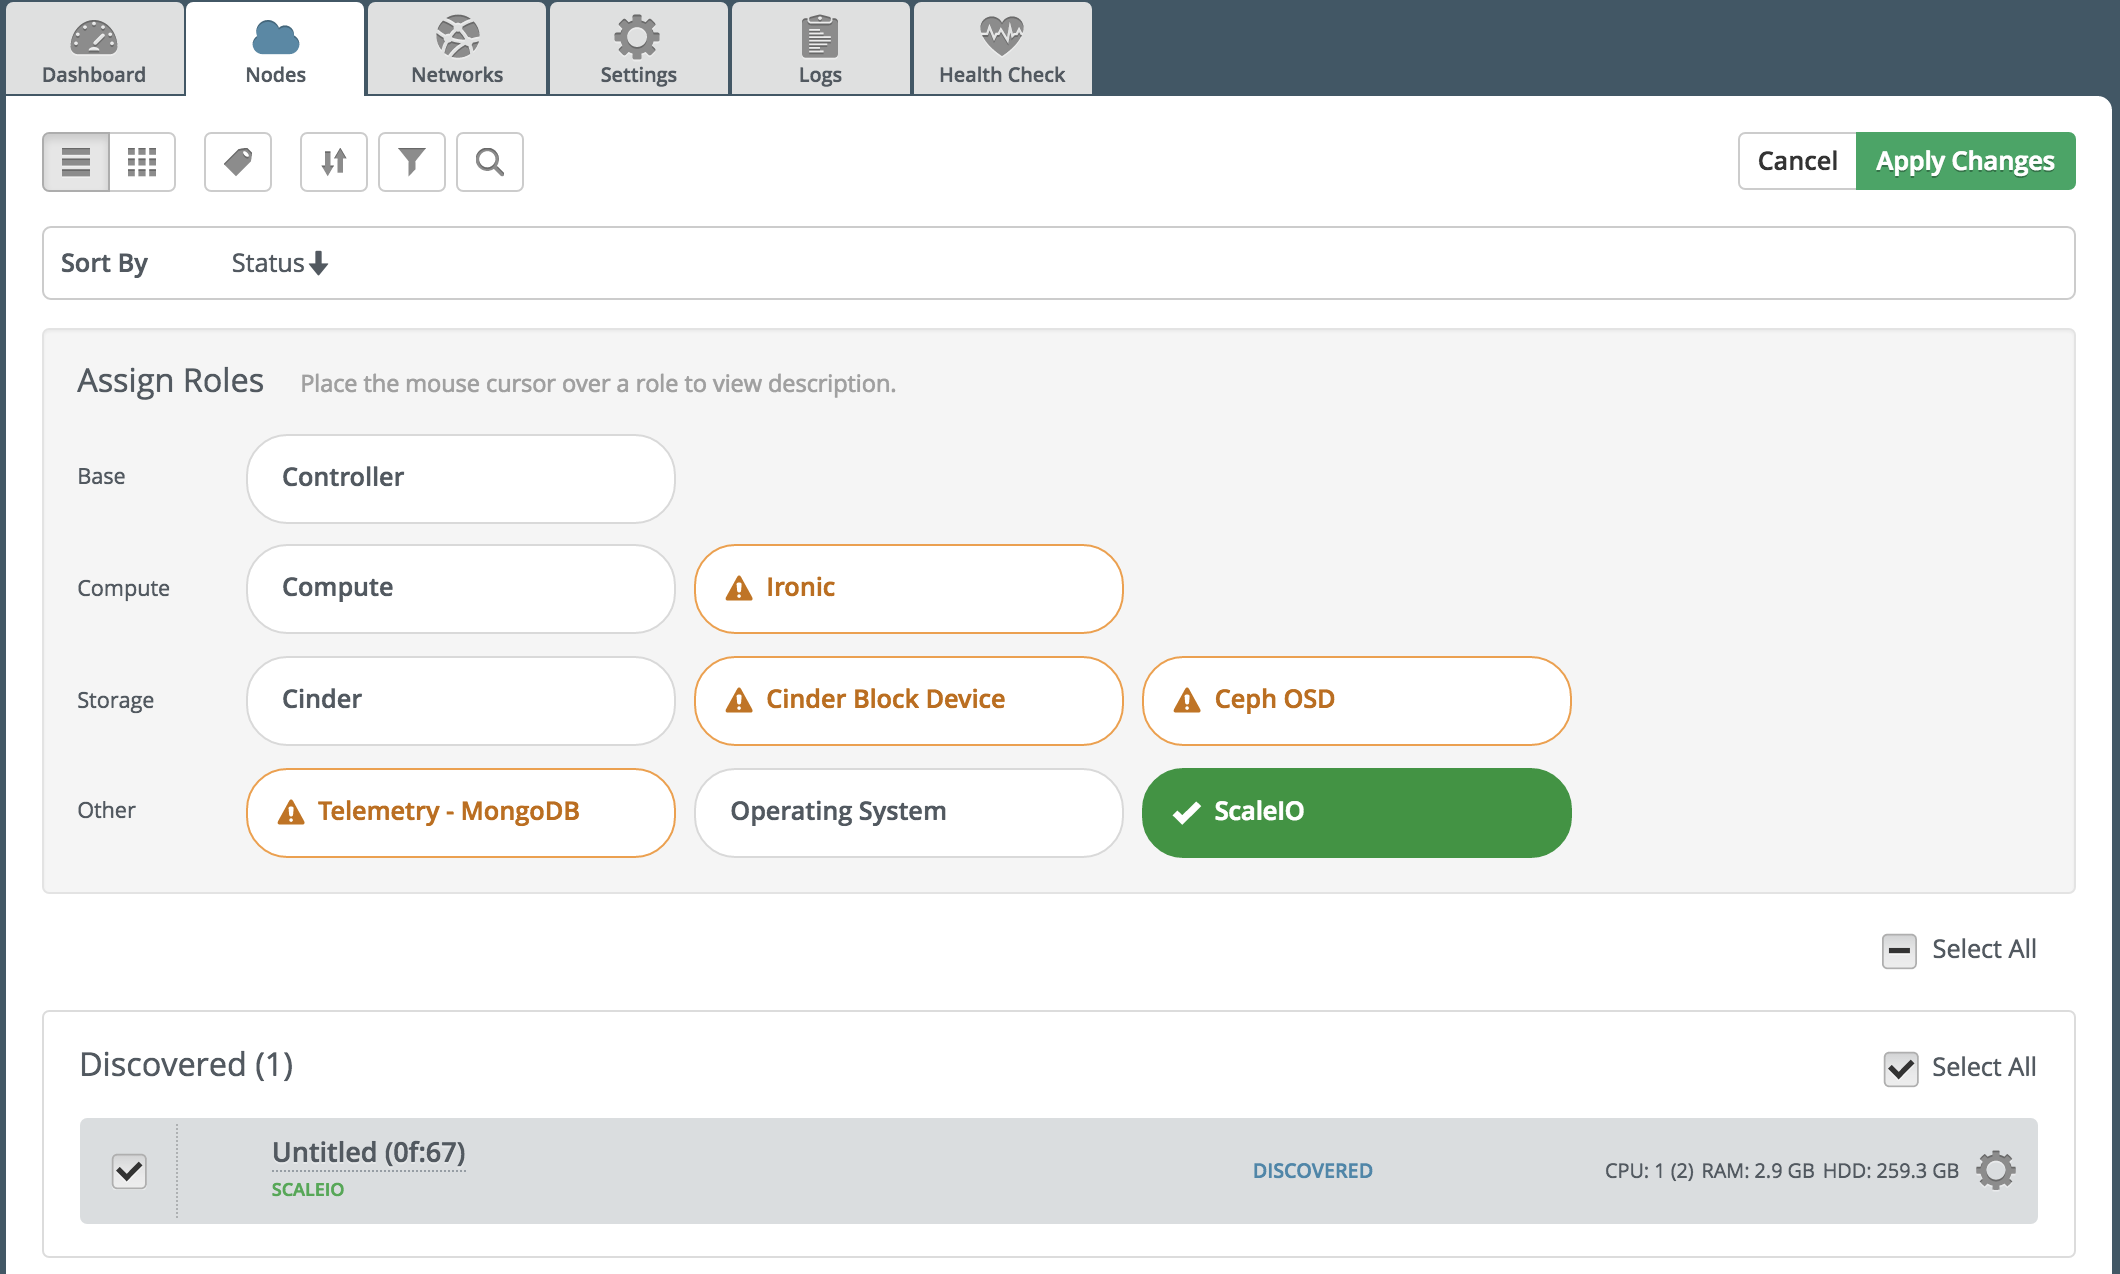 Dashboard
Nodes
Networks
Settings
Logs
Health Check
Cancel
Apply Changes
Sort By
Status
Assign Roles
Place the mouse cursor over a role to view description.
Base
Controller
Compute
Compute
Ironic
Storage
Cinder
Cinder Block Device
Ceph OSD
Other
Telemetry - MongoDB
Operating System
ScaleIO
Select All
Discovered (1)
Select All
Untitled (0f:67)
SCALEIO
DISCOVERED
CPU: 1 (2) RAM: 2.9 GB HDD: 259.3 GB